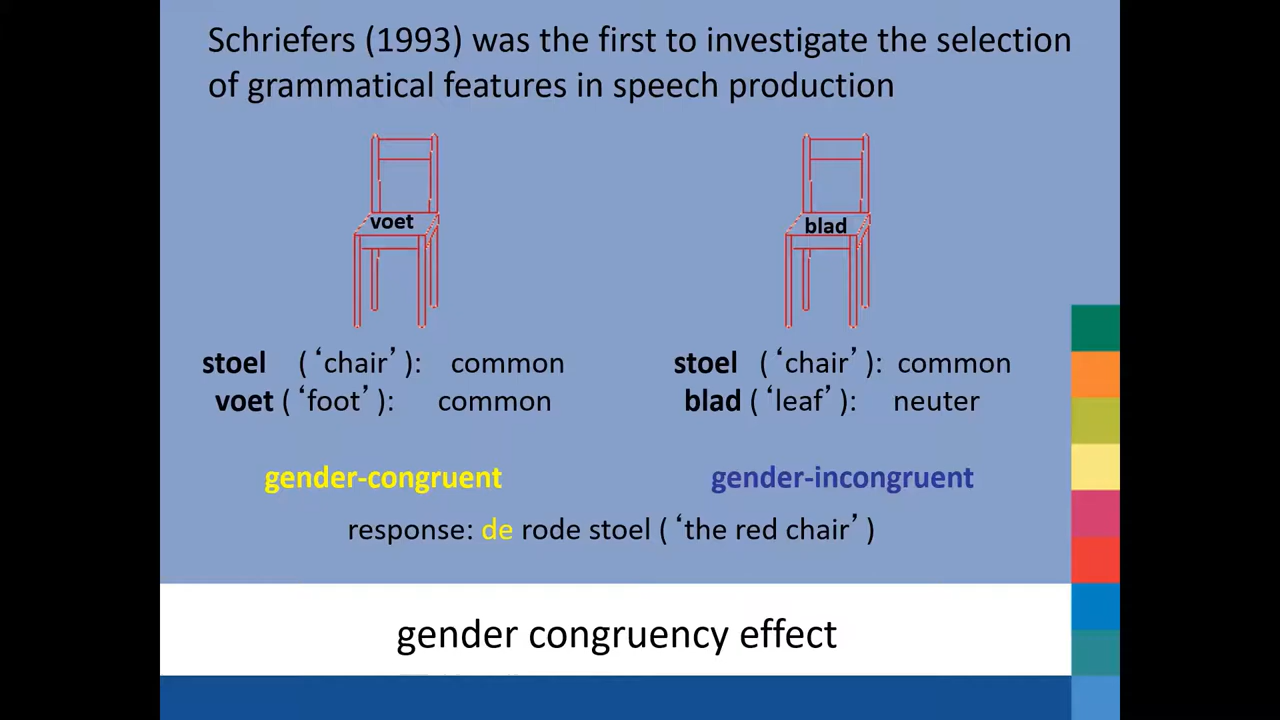 Schriefers (1993) was the first to investigate the selection
of grammatical features in speech production
voet
blad
stoel (‘chair’): common
voet (‘foot’): common
stoel (‘chair’): common
blad (‘leaf’): neuter
gender-congruent
gender-incongruent
response: de rode stoel (‘the red chair’)
gender congruency effect